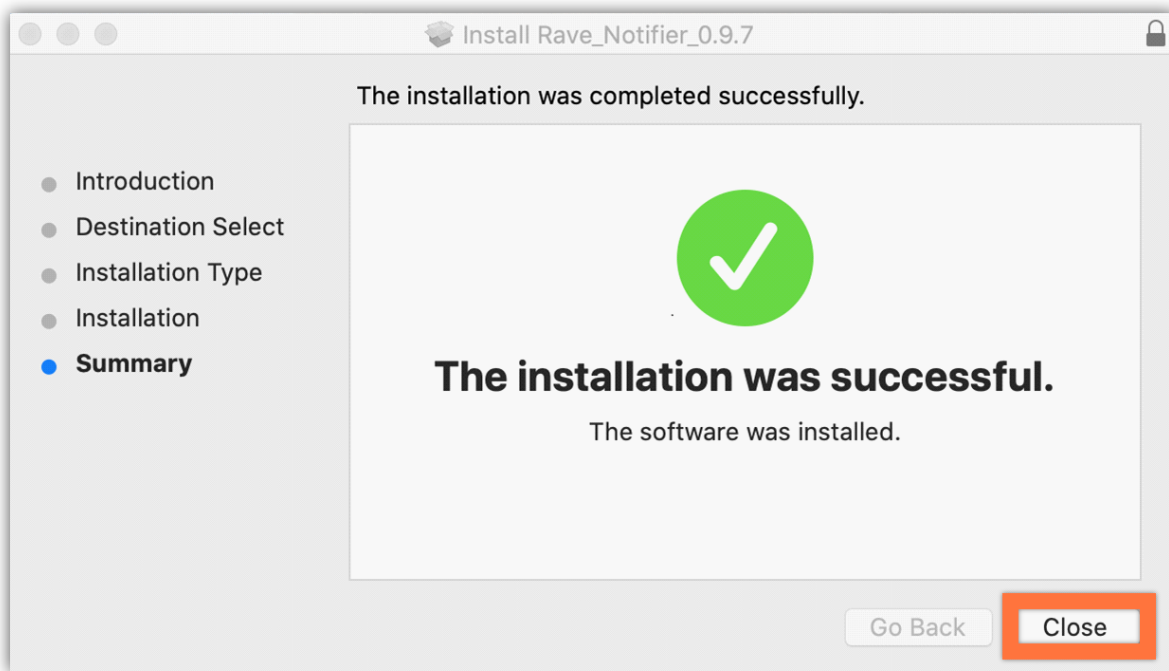 Install Rave_Notifier_0.9.7
The installation was completed successfully.
Introduction
Destination Select
Installation Type
Installation
Summary
The installation was successful.
The software was installed.
Go Back
Close